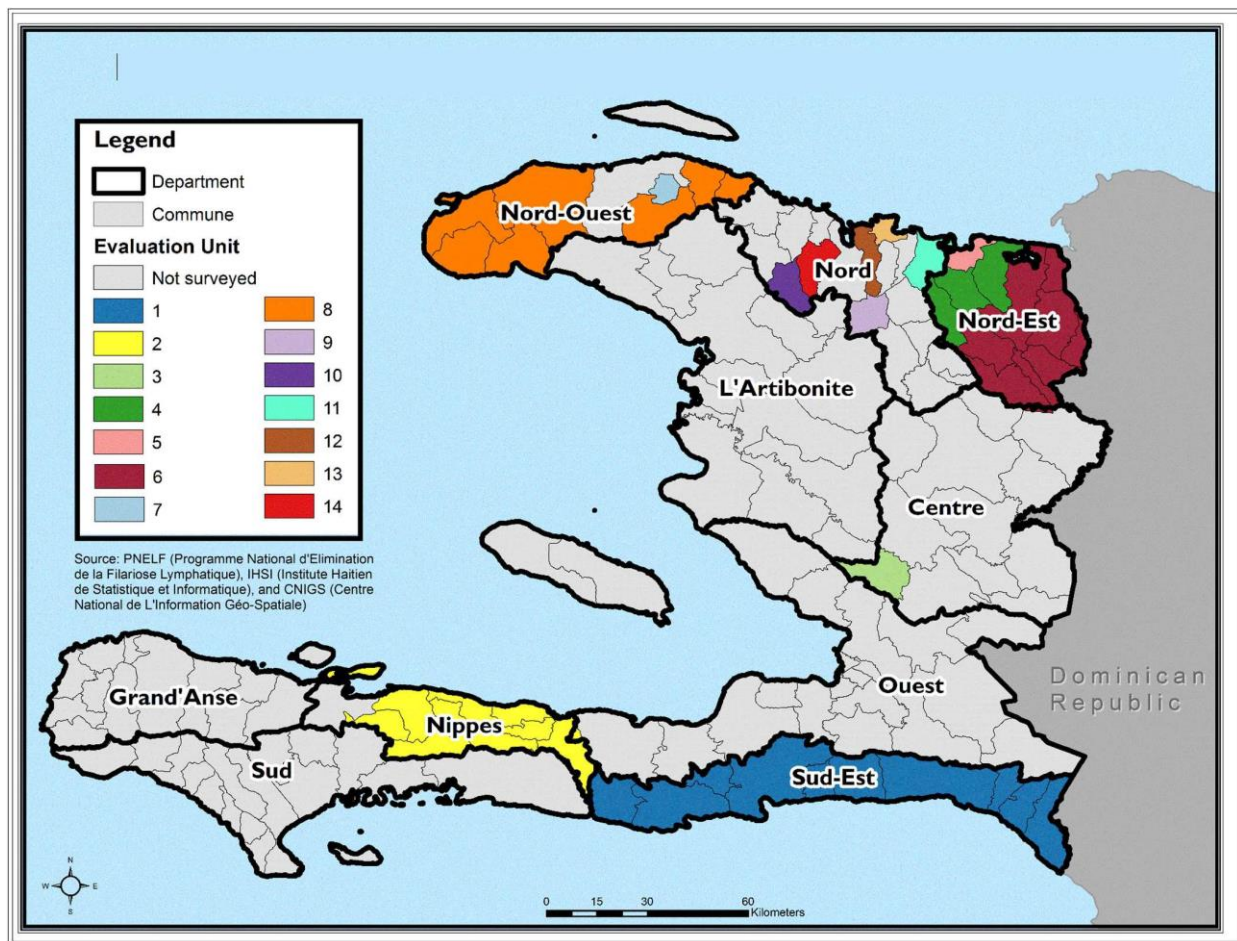 Legend
Department
Commune
Evaluation Unit
Not surveyed
1
2
3
4
5
6
7
8
9
10
11
12
13
14
Source: PNELF (Programme National d'Elimination
de la Filariose Lymphatique), IHSI (Institute Haitien
de Statistique et Informatique), and CNIGS (Centre
National de L'Information Géo-Spatiale)
Nord-Ouest
Nord
Nord-Est
L'Artibonite
Centre
Ouest
Dominican
Republic
Grand'Anse
Nippes
Sud
Sud-Est
N
W
E
S
0 15 30 60
Kilometers